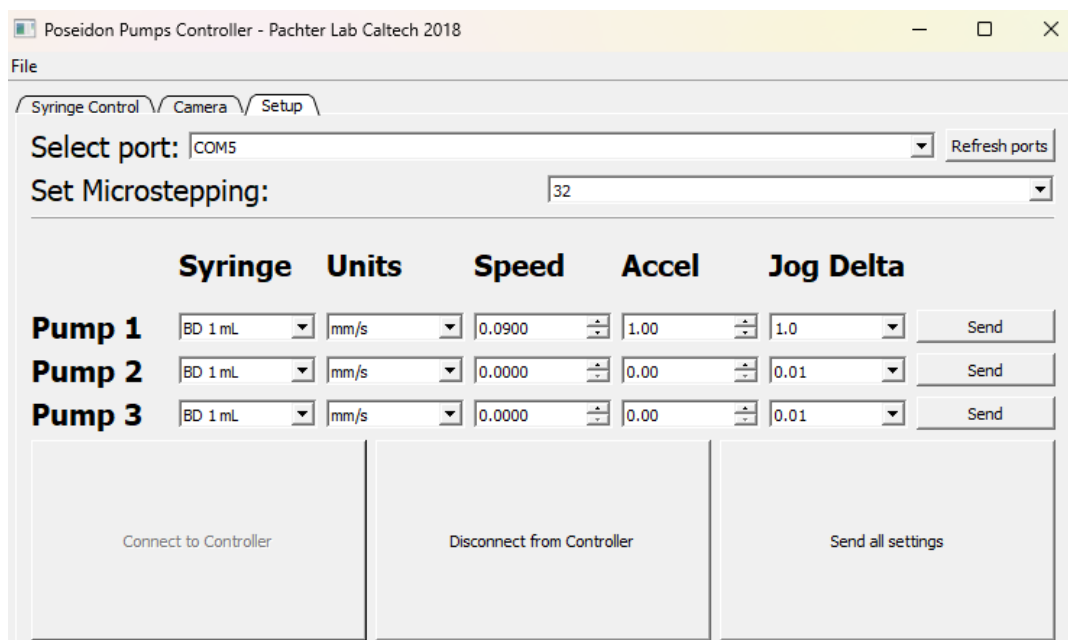 Poseidon Pumps Controller - Pachter Lab Caltech 2018
File
Syringe Control Camera Setup
Select port: COM5 Refresh ports
Set Microstepping: 32
Syringe Units Speed Accel Jog Delta
Pump 1 BD 1 mL mm/s 0.0900 1.00 1.0 Send
Pump 2 BD 1 mL mm/s 0.0000 0.00 0.01 Send
Pump 3 BD 1 mL mm/s 0.0000 0.00 0.01 Send
Connect to Controller Disconnect from Controller Send all settings